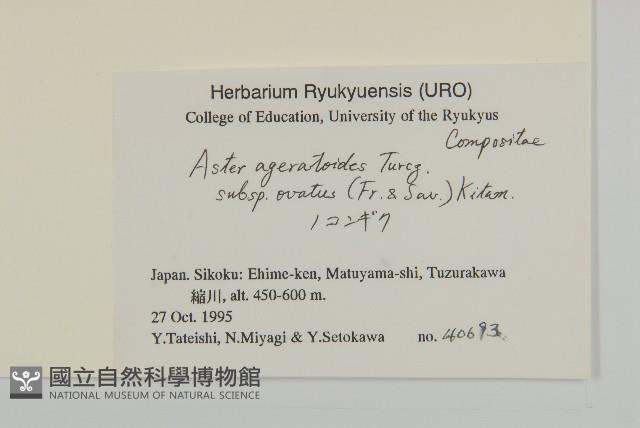 Herbarium Ryukyuensis (URO)
College of Education, University of the Ryukyus
Compositae
Aster ageratoides Turcz.
subsp. ovatus (Fr. & Sav.) Kitam.
ノコンギク
Japan. Sikoku: Ehime-ken, Matuyama-shi, Tuzurakawa
縮川, alt. 450-600 m.
27 Oct. 1995
Y.Tateishi, N.Miyagi & Y.Setokawa no. 40693
國立自然科學博物館
NATIONAL MUSEUM OF NATURAL SCIENCE